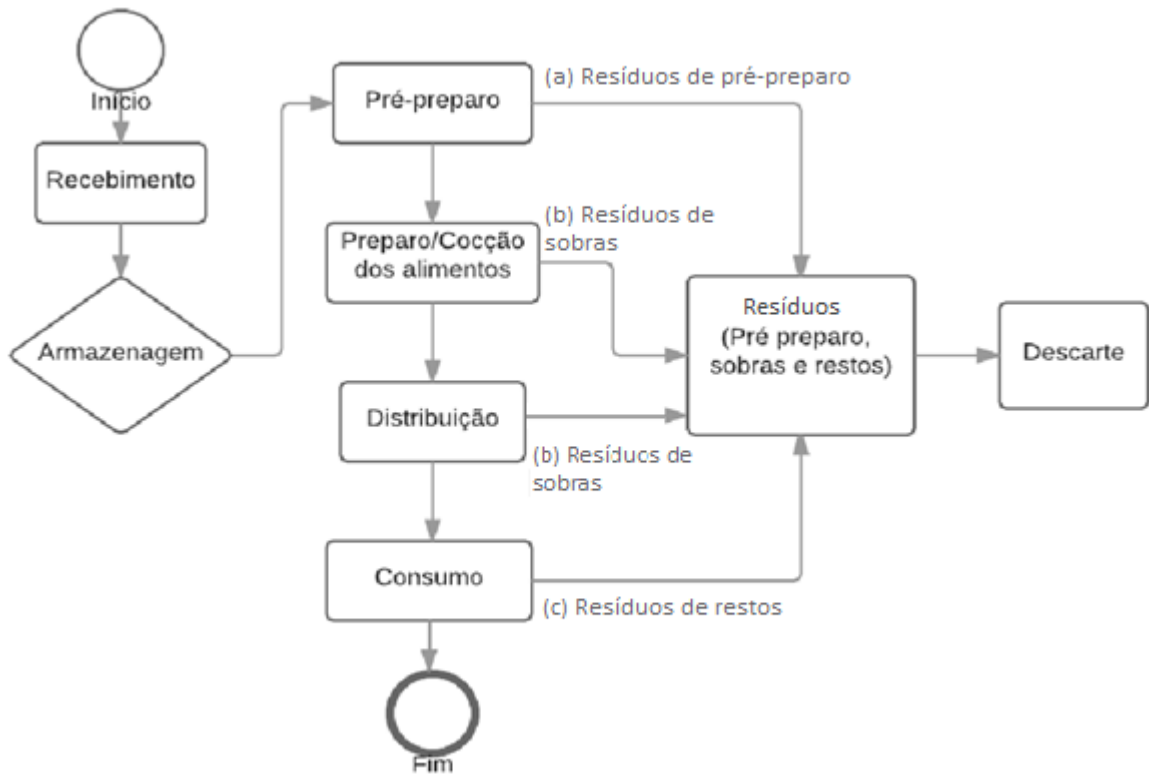 Início
Recebimento
Armazenagem
Pré-preparo
(a) Resíduos de pré-preparo
Preparo/Cocção
dos alimentos
(b) Resíduos de
sobras
Distribuição
(b) Resíduos de
sobras
Consumo
(c) Resíduos de restos
Fim
Resíduos
(Pré preparo,
sobras e restos)
Descarte